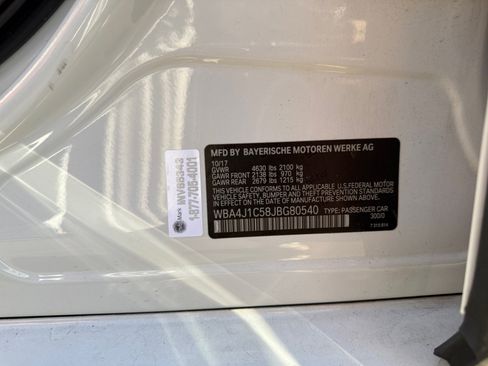 MFD BY BAYERISCHE MOTOREN WERKE AG
10/17
GVWR 4630 lbs 2100 kg
GAWR FRONT 2138 lbs 970 kg
GAWR REAR 2679 lbs 1215 kg
THIS VEHICLE CONFORMS TO ALL APPLICABLE U.S. FEDERAL MOTOR
VEHICLE SAFETY, BUMPER, AND THEFT PREVENTION STANDARDS
IN EFFECT ON THE DATE OF MANUFACTURE SHOWN ABOVE.
WBA4J1C58JBG80540 TYPE: PASSENGER CAR
300/0